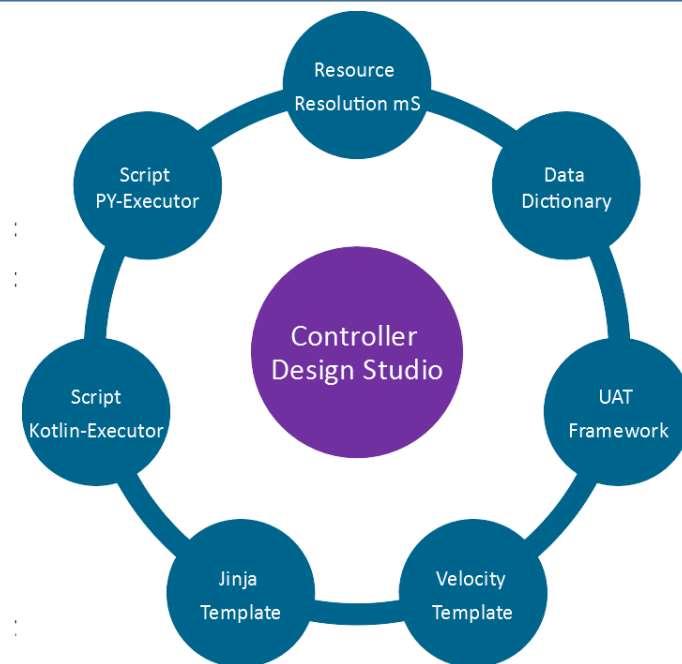 Resource
Resolution mS
Data
Dictionary
UAT
Framework
Velocity
Template
Jinja
Template
Script
Kotlin-Executor
Script
PY-Executor
Controller
Design Studio
:
:
: